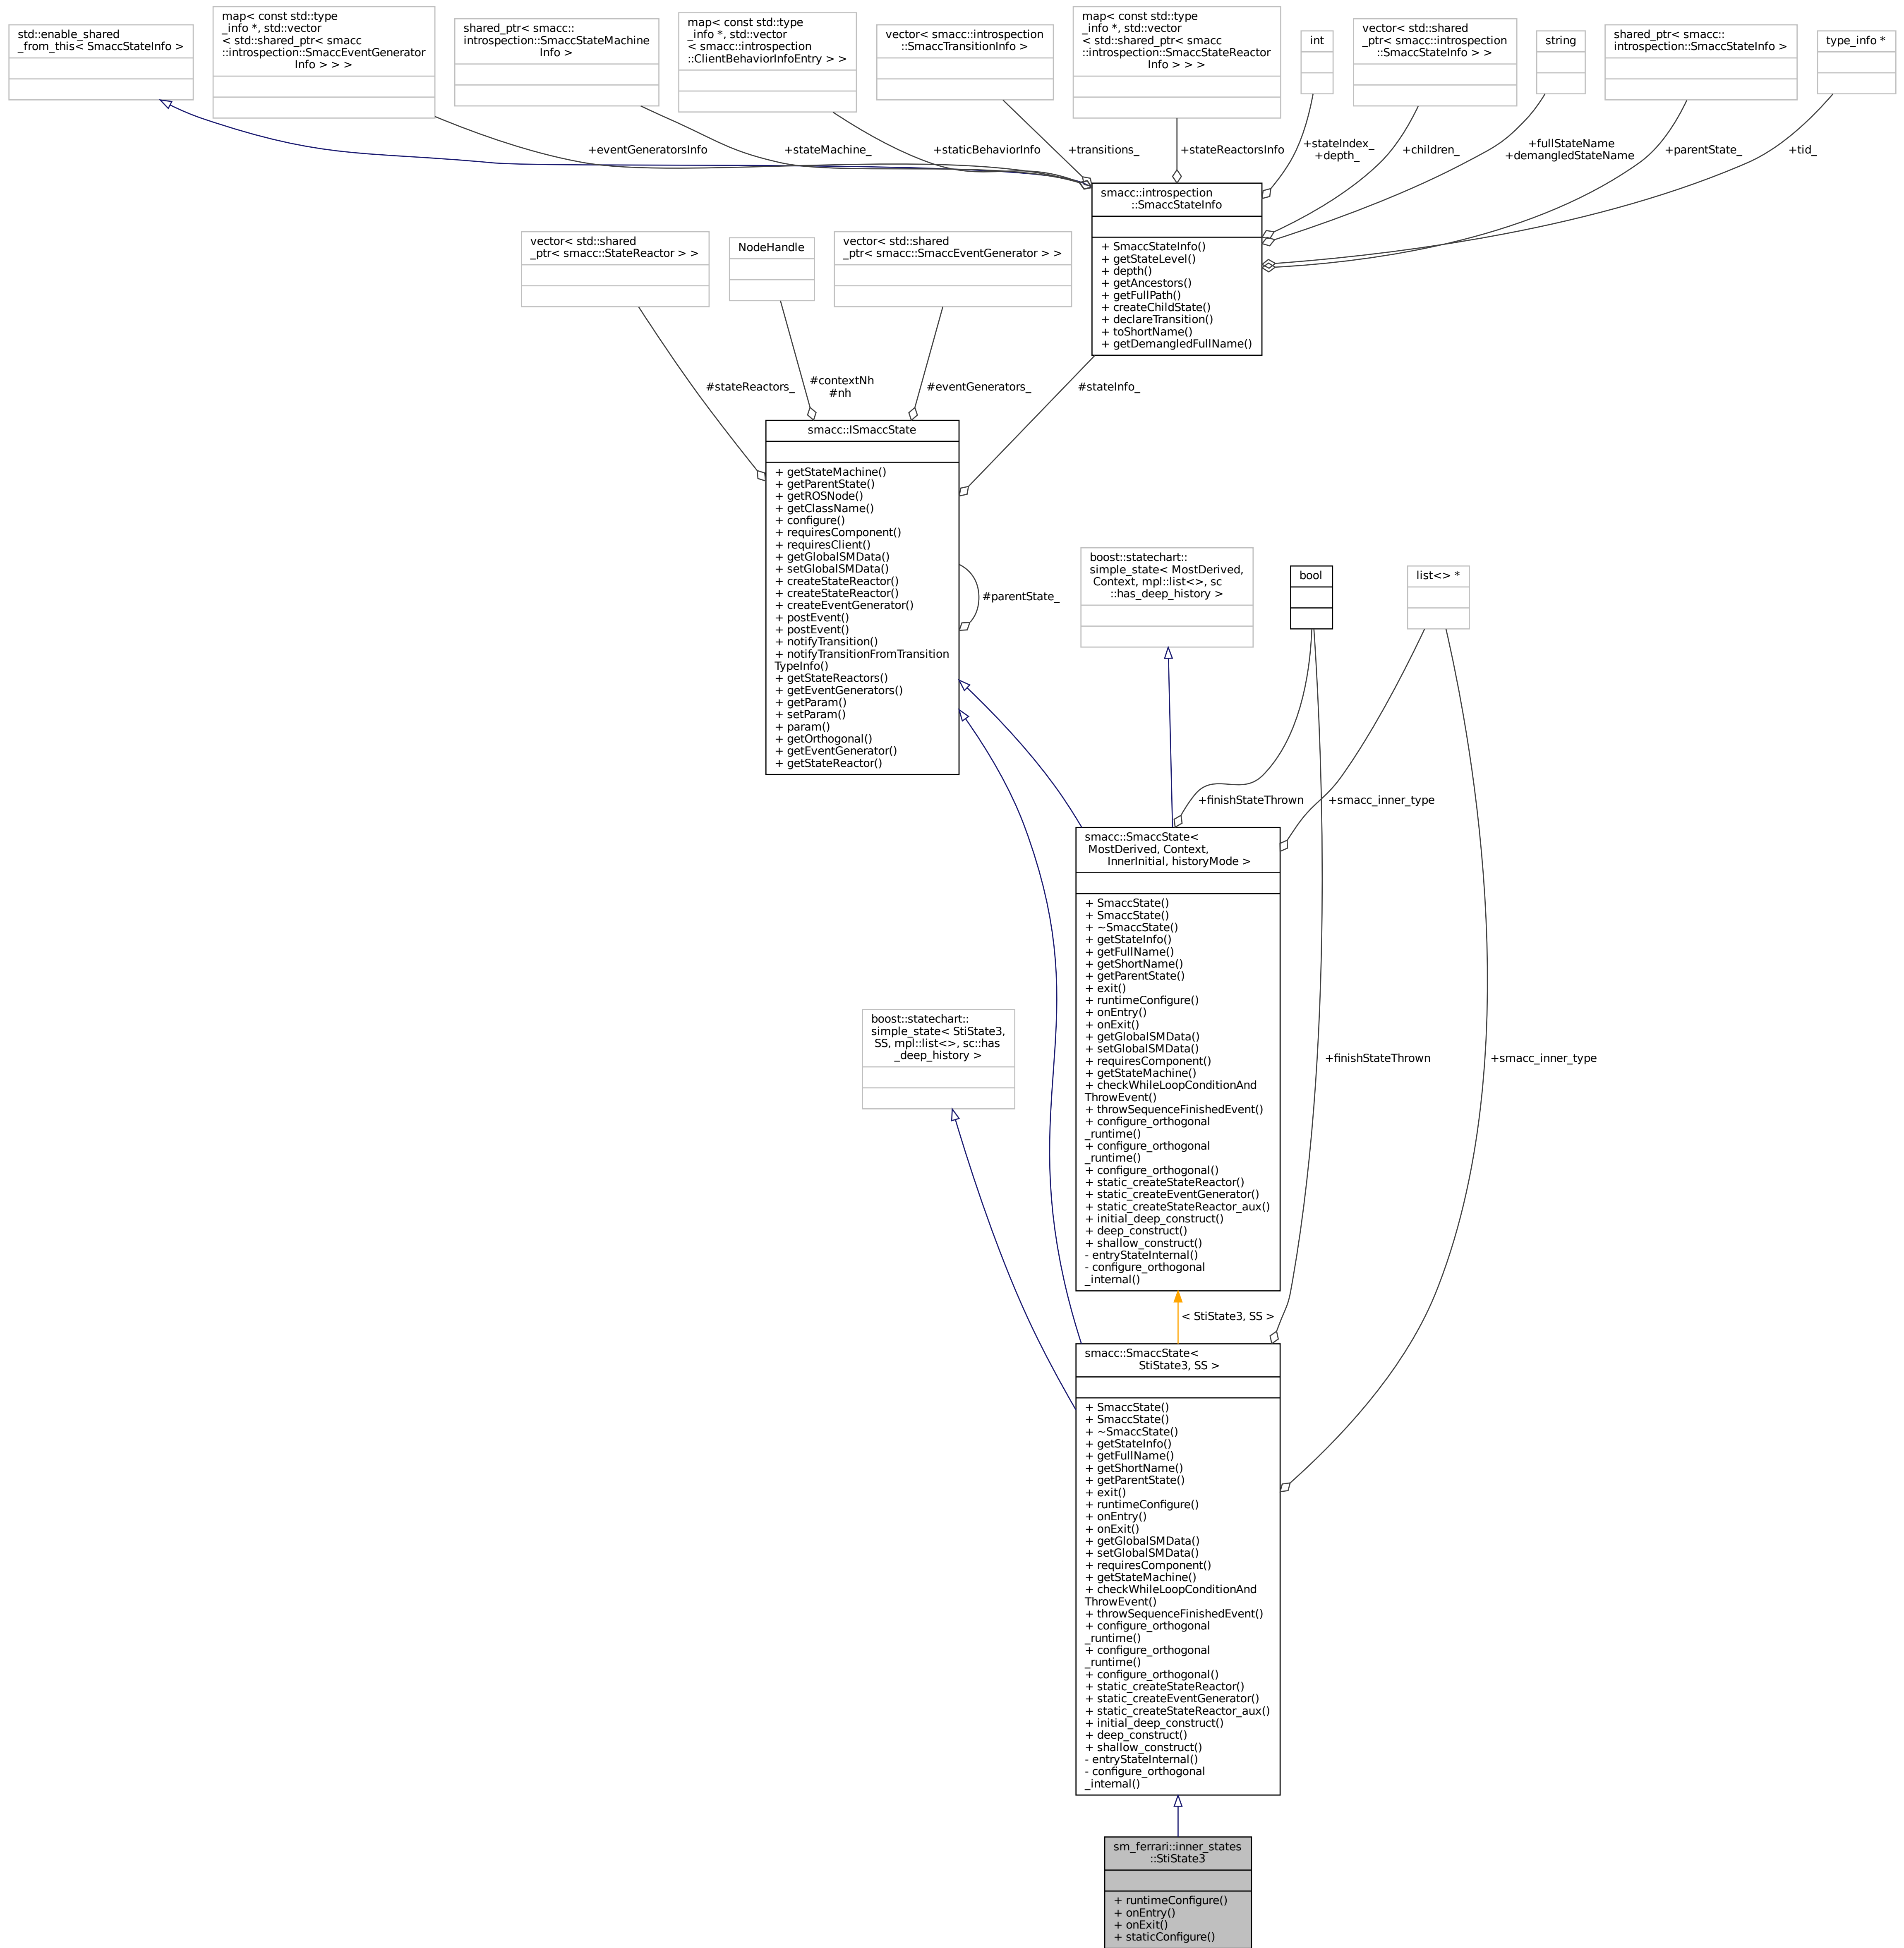 std::enable_shared
_from_this< SmaccStateInfo >
map< const std::type
_info *, std::vector
< std::shared_ptr< smacc
::introspection::SmaccEventGenerator
Info > > >
shared_ptr< smacc::
introspection::SmaccStateMachine
Info >
map< const std::type
_info *, std::vector
< smacc::introspection
::ClientBehaviorInfoEntry > >
vector< smacc::introspection
::SmaccTransitionInfo >
map< const std::type
_info *, std::vector
< std::shared_ptr< smacc
::introspection::SmaccStateReactor
Info > > >
int
vector< std::shared
_ptr< smacc::introspection
::SmaccStateInfo > >
string
shared_ptr< smacc::
introspection::SmaccStateInfo >
type_info *
+eventGeneratorsInfo
+stateMachine_
+staticBehaviorInfo
+transitions_
+stateReactorsInfo
+stateIndex_
+depth_
+children_
+fullStateName
+demangledStateName
+parentState_
+tid_
smacc::introspection
::SmaccStateInfo
+ SmaccStateInfo()
+ getStateLevel()
+ depth()
+ getAncestors()
+ getFullPath()
+ createChildState()
+ declareTransition()
+ toShortName()
+ getDemangledFullName()
vector< std::shared
_ptr< smacc::StateReactor > >
NodeHandle
vector< std::shared
_ptr< smacc::SmaccEventGenerator > >
#stateReactors_
#contextNh
#nh
#eventGenerators_
#stateInfo_
smacc::ISmaccState
+ getStateMachine()
+ getParentState()
+ getROSNode()
+ getClassName()
+ configure()
+ requiresComponent()
+ requiresClient()
+ getGlobalSMData()
+ setGlobalSMData()
+ createStateReactor()
+ createStateReactor()
+ createEventGenerator()
+ postEvent()
+ postEvent()
+ notifyTransition()
+ notifyTransitionFromTransition
TypeInfo()
+ getStateReactors()
+ getEventGenerators()
+ getParam()
+ setParam()
+ param()
+ getOrthogonal()
+ getEventGenerator()
+ getStateReactor()
#parentState_
boost::statechart::
simple_state< MostDerived,
Context, mpl::list<>, sc
::has_deep_history >
bool
list<> *
+finishStateThrown
+smacc_inner_type
smacc::SmaccState<
MostDerived, Context,
InnerInitial, historyMode >
+ SmaccState()
+ SmaccState()
+ ~SmaccState()
+ getStateInfo()
+ getFullName()
+ getShortName()
+ getParentState()
+ exit()
+ runtimeConfigure()
+ onEntry()
+ onExit()
+ getGlobalSMData()
+ setGlobalSMData()
+ requiresComponent()
+ getStateMachine()
+ checkWhileLoopConditionAnd
ThrowEvent()
+ throwSequenceFinishedEvent()
+ configure_orthogonal
_runtime()
+ configure_orthogonal
_runtime()
+ configure_orthogonal()
+ static_createStateReactor()
+ static_createEventGenerator()
+ static_createStateReactor_aux()
+ initial_deep_construct()
+ deep_construct()
+ shallow_construct()
- entryStateInternal()
- configure_orthogonal
_internal()
boost::statechart::
simple_state< StiState3,
SS, mpl::list<>, sc::has
_deep_history >
+finishStateThrown
+smacc_inner_type
< StiState3, SS >
smacc::SmaccState<
StiState3, SS >
+ SmaccState()
+ SmaccState()
+ ~SmaccState()
+ getStateInfo()
+ getFullName()
+ getShortName()
+ getParentState()
+ exit()
+ runtimeConfigure()
+ onEntry()
+ onExit()
+ getGlobalSMData()
+ setGlobalSMData()
+ requiresComponent()
+ getStateMachine()
+ checkWhileLoopConditionAnd
ThrowEvent()
+ throwSequenceFinishedEvent()
+ configure_orthogonal
_runtime()
+ configure_orthogonal
_runtime()
+ configure_orthogonal()
+ static_createStateReactor()
+ static_createEventGenerator()
+ static_createStateReactor_aux()
+ initial_deep_construct()
+ deep_construct()
+ shallow_construct()
- entryStateInternal()
- configure_orthogonal
_internal()
sm_ferrari::inner_states
::StiState3
+ runtimeConfigure()
+ onEntry()
+ onExit()
+ staticConfigure()